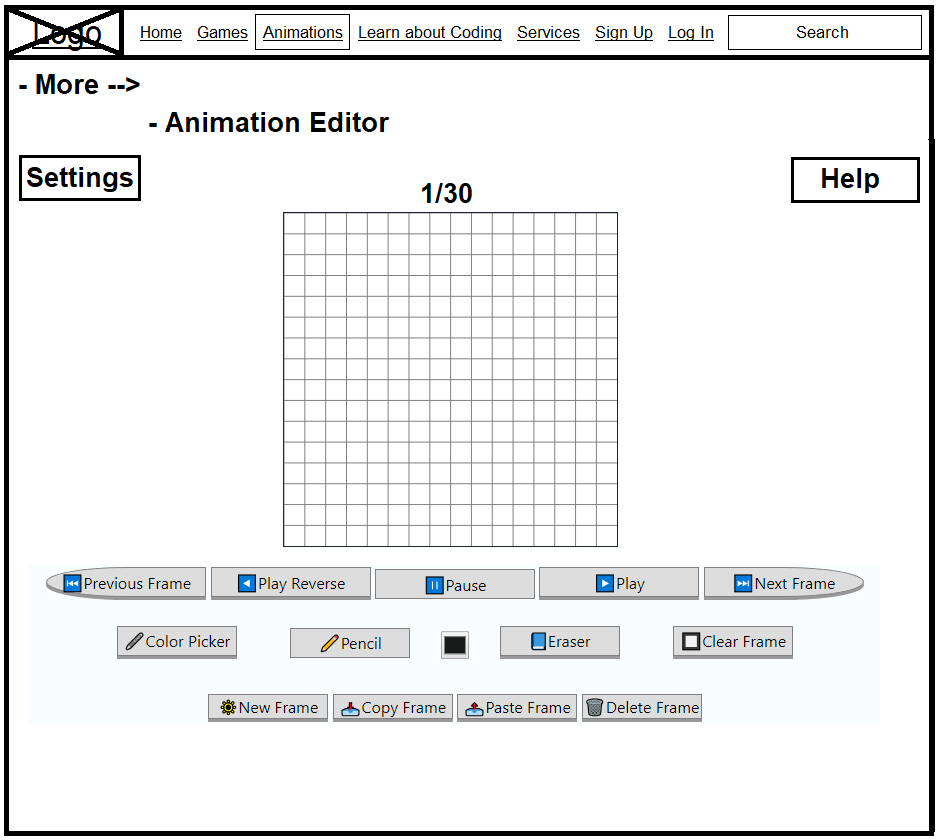 Logo Home Games Animations Learn about Coding Services Sign Up Log In Search
- More -->
- Animation Editor
Settings
Help
1/30
Previous Frame Play Reverse Pause Play Next Frame
Color Picker Pencil Eraser Clear Frame
New Frame Copy Frame Paste Frame Delete Frame